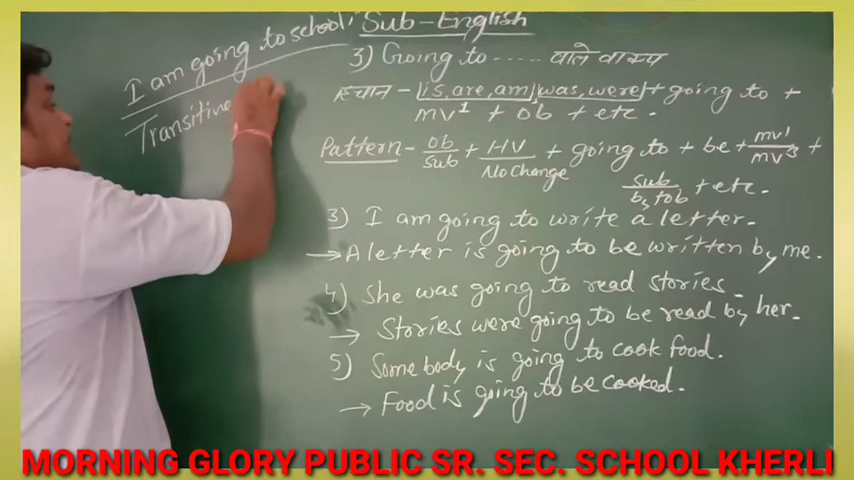 I am going to school.
Transitive
Sub-English
3) Going to ..... वाले वाक्य
पहचान - is, are, am, was, were + going to +
mv¹ + ob + etc.
Pattern - Ob/Sub + HV/No change + going to + be + mv¹/mv³ +
Sub/by + ob + etc.
3) I am going to write a letter.
→ A letter is going to be written by me.
4) She was going to read stories.
→ Stories were going to be read by her.
5) Somebody is going to cook food.
→ Food is going to be cooked.
MORNING GLORY PUBLIC SR. SEC. SCHOOL KHERLI